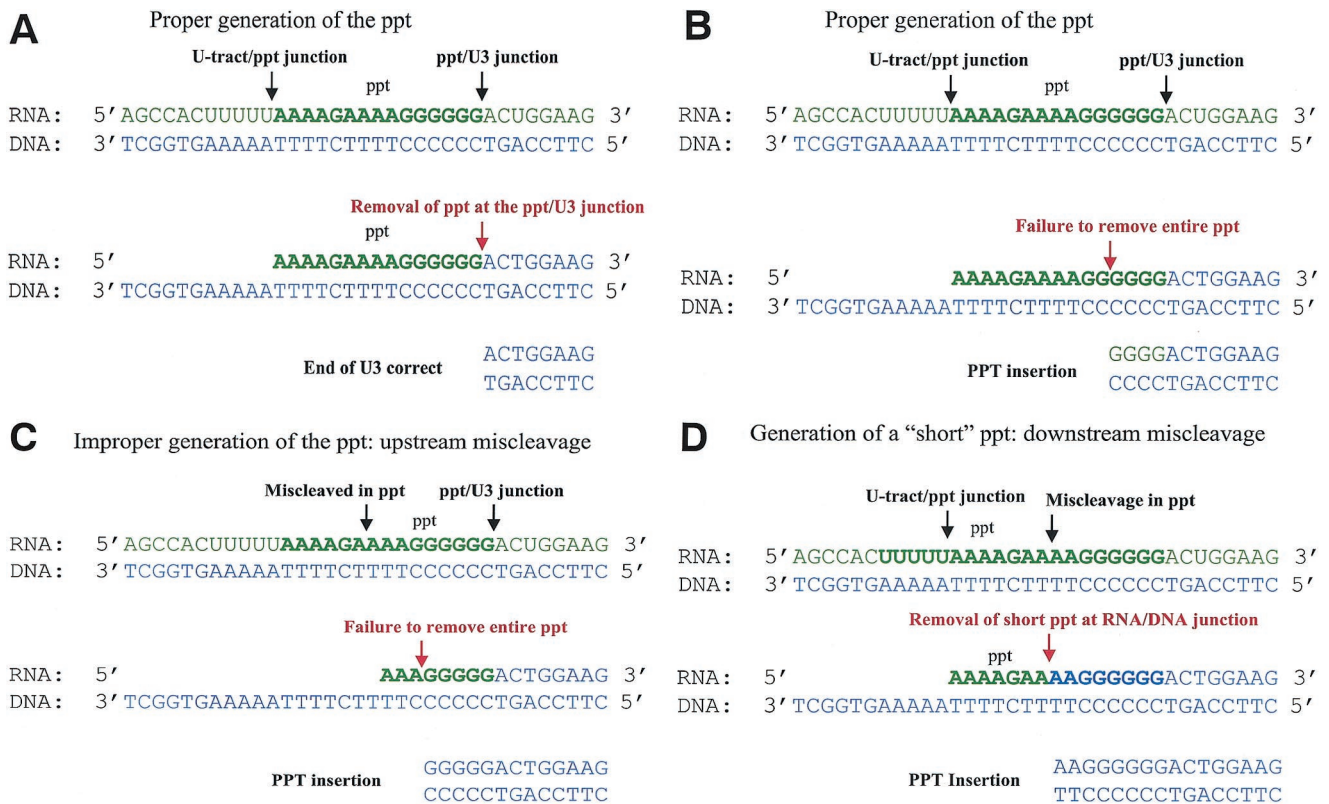 A
Proper generation of the ppt
U-tract/ppt junction
ppt/U3 junction
ppt
RNA: 5' AGCCACUUUUUAAAAGAAAAGGGGGGACUGGAAG 3'
DNA: 3' TCGGTGAAAAATTTTCTTTTCCCCCCTGACCTTC 5'
Removal of ppt at the ppt/U3 junction
ppt
RNA: 5' AAAAGAAAAGGGGGGACTGGAAG 3'
DNA: 3' TCGGTGAAAAATTTTCTTTTCCCCCCTGACCTTC 5'
ACTGGAAG
End of U3 correct
TGACCTTC
B
Proper generation of the ppt
U-tract/ppt junction
ppt/U3 junction
ppt
RNA: 5' AGCCACUUUUUAAAAGAAAAGGGGGGACUGGAAG 3'
DNA: 3' TCGGTGAAAAATTTTCTTTTCCCCCCTGACCTTC 5'
Failure to remove entire ppt
RNA: 5' AAAAGAAAAGGGGGGACTGGAAG 3'
DNA: 3' TCGGTGAAAAATTTTCTTTTCCCCCCTGACCTTC 5'
GGGGACTGGAAG
PPT insertion
CCCCTGACCTTC
C
Improper generation of the ppt: upstream miscleavage
Miscleaved in ppt
ppt/U3 junction
ppt
RNA: 5' AGCCACUUUUUAAAAGAAAAGGGGGGACUGGAAG 3'
DNA: 3' TCGGTGAAAAATTTTCTTTTCCCCCCTGACCTTC 5'
Failure to remove entire ppt
RNA: 5' AAAGGGGGACTGGAAG 3'
DNA: 3' TCGGTGAAAAATTTTCTTTTCCCCCCTGACCTTC 5'
GGGGGACTGGAAG
PPT insertion
CCCCCTGACCTTC
D
Generation of a “short” ppt: downstream miscleavage
U-tract/ppt junction
Miscleavage in ppt
ppt
RNA: 5' AGCCACUUUUUAAAAGAAAAGGGGGGACUGGAAG 3'
DNA: 3' TCGGTGAAAAATTTTCTTTTCCCCCCTGACCTTC 5'
Removal of short ppt at RNA/DNA junction
ppt
RNA: 5' AAAAGAAAAGGGGGGACTGGAAG 3'
DNA: 3' TCGGTGAAAAATTTTCTTTTCCCCCCTGACCTTC 5'
AAGGGGGGACTGGAAG
PPT Insertion
TTCCCCCCTGACCTTC